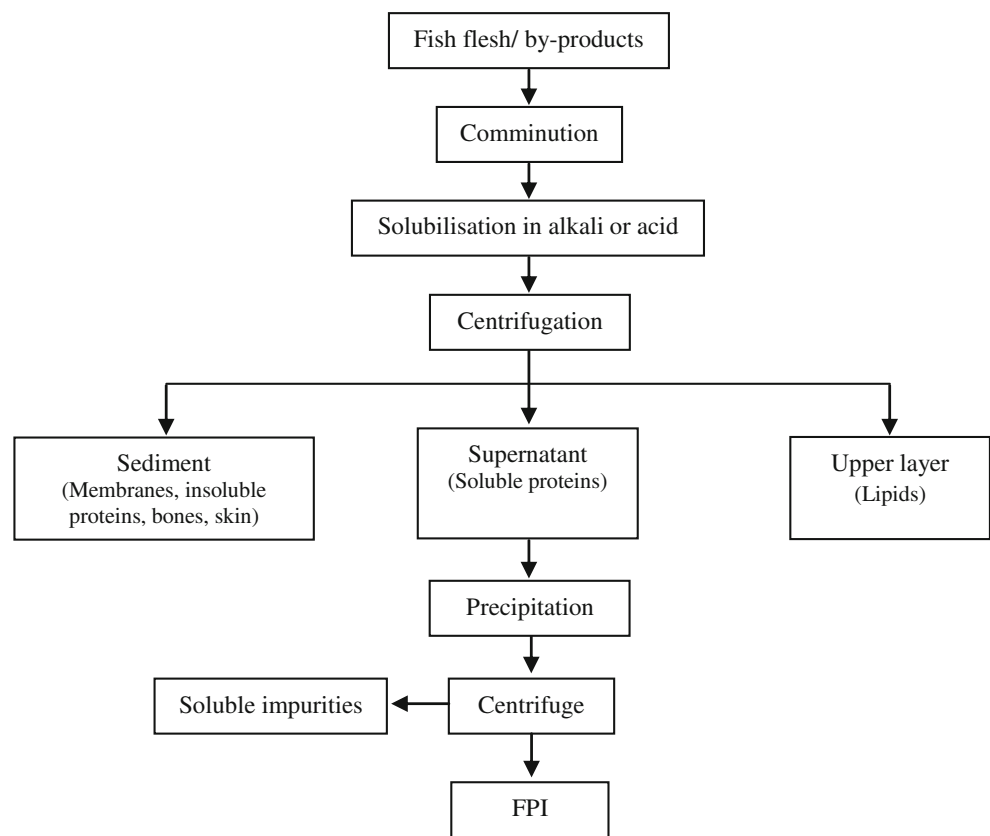 Fish flesh/ by-products
Comminution
Solubilisation in alkali or acid
Centrifugation
Sediment
(Membranes, insoluble
proteins, bones, skin)
Supernatant
(Soluble proteins)
Upper layer
(Lipids)
Precipitation
Soluble impurities
Centrifuge
FPI